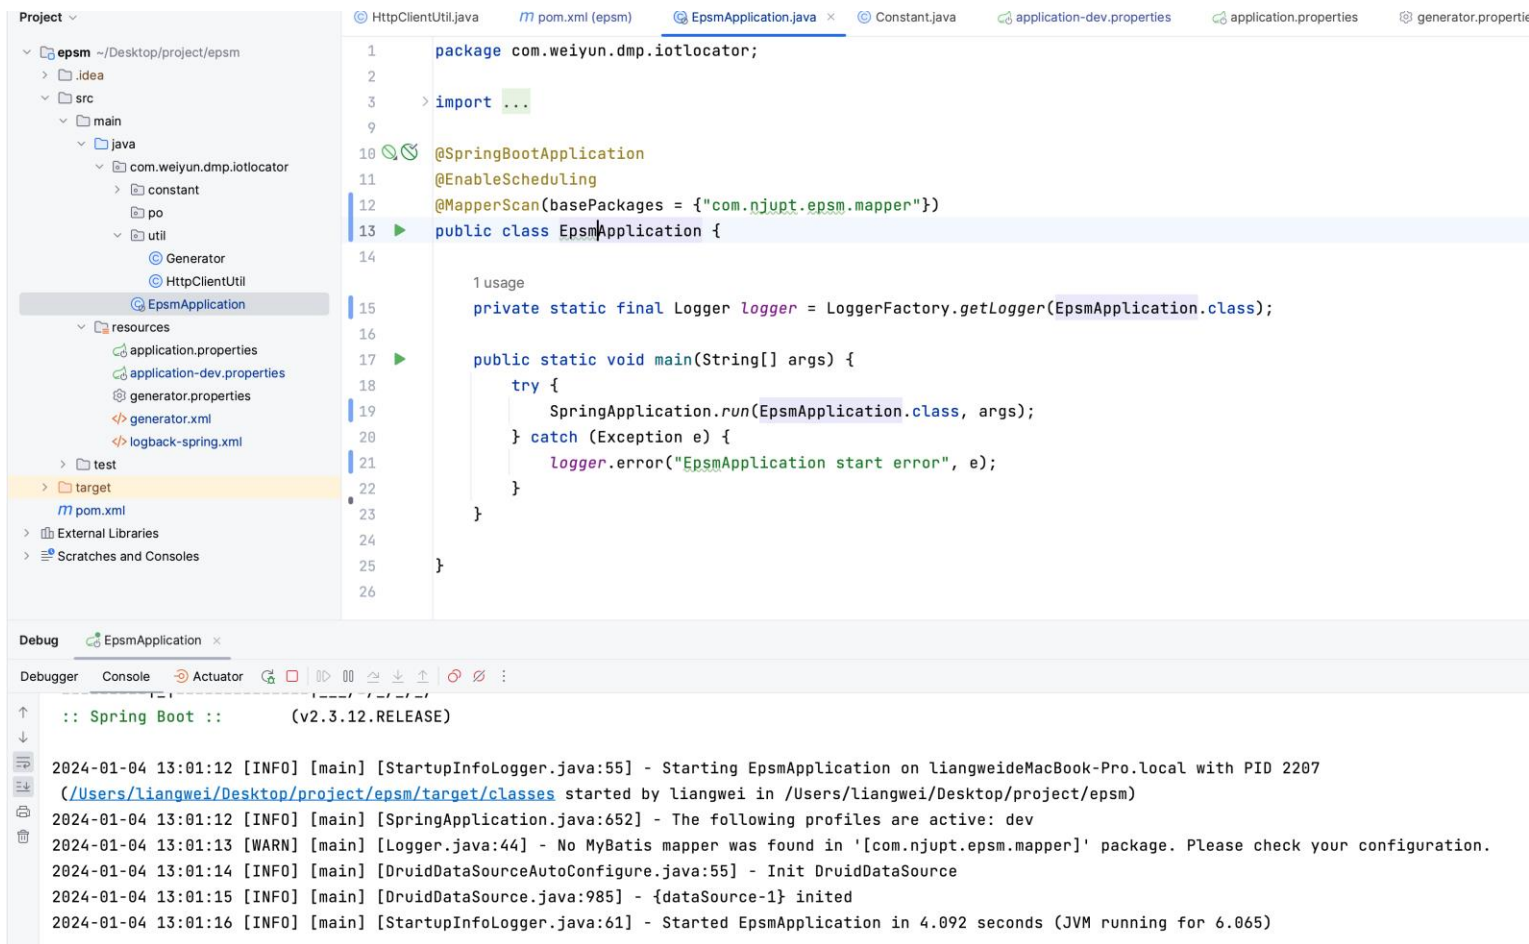 Project
HttpClientUtil.java
pom.xml (epsm)
EpsmApplication.java
Constant.java
application-dev.properties
application.properties
generator.propertie
epsm ~/Desktop/project/epsm
.idea
src
main
java
com.weiyun.dmp.iotlocator
constant
po
util
Generator
HttpClientUtil
EpsmApplication
resources
application.properties
application-dev.properties
generator.properties
generator.xml
logback-spring.xml
test
target
pom.xml
External Libraries
Scratches and Consoles
1 package com.weiyun.dmp.iotlocator;
2
3 import ...
9
10 @SpringBootApplication
11 @EnableScheduling
12 @MapperScan(basePackages = {"com.njupt.epsm.mapper"})
13 public class EpsmApplication {
14
1 usage
15 private static final Logger logger = LoggerFactory.getLogger(EpsmApplication.class);
16
17 public static void main(String[] args) {
18 try {
19 SpringApplication.run(EpsmApplication.class, args);
20 } catch (Exception e) {
21 logger.error("EpsmApplication start error", e);
22 }
23 }
24
25 }
26
Debug EpsmApplication
Debugger Console Actuator
:: Spring Boot :: (v2.3.12.RELEASE)
2024-01-04 13:01:12 [INFO] [main] [StartupInfoLogger.java:55] - Starting EpsmApplication on liangweideMacBook-Pro.local with PID 2207
(/Users/liangwei/Desktop/project/epsm/target/classes started by liangwei in /Users/liangwei/Desktop/project/epsm)
2024-01-04 13:01:12 [INFO] [main] [SpringApplication.java:652] - The following profiles are active: dev
2024-01-04 13:01:13 [WARN] [main] [Logger.java:44] - No MyBatis mapper was found in '[com.njupt.epsm.mapper]' package. Please check your configuration.
2024-01-04 13:01:14 [INFO] [main] [DruidDataSourceAutoConfigure.java:55] - Init DruidDataSource
2024-01-04 13:01:15 [INFO] [main] [DruidDataSource.java:985] - {dataSource-1} inited
2024-01-04 13:01:16 [INFO] [main] [StartupInfoLogger.java:61] - Started EpsmApplication in 4.092 seconds (JVM running for 6.065)